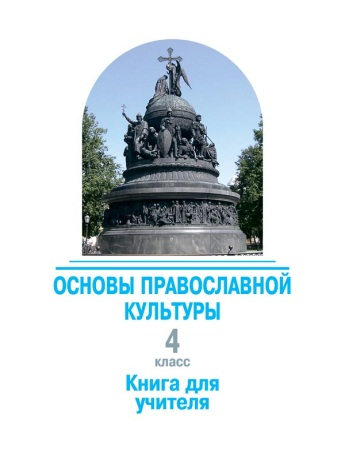 ОСНОВЫ ПРАВОСЛАВНОЙ
КУЛЬТУРЫ
4
класс
Книга для
учителя